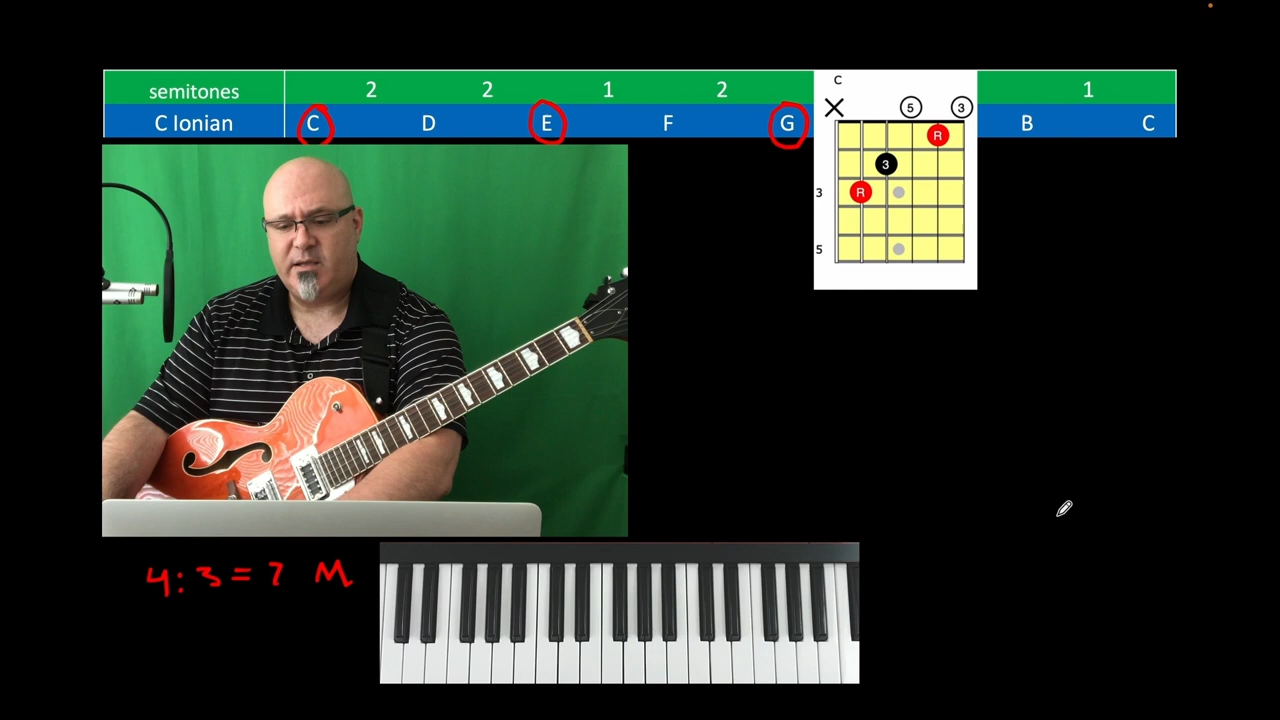 semitones 2 2 1 2 1
C Ionian C D E F G B C
C
5 3
R
3
3 R
5
4:3=7 M